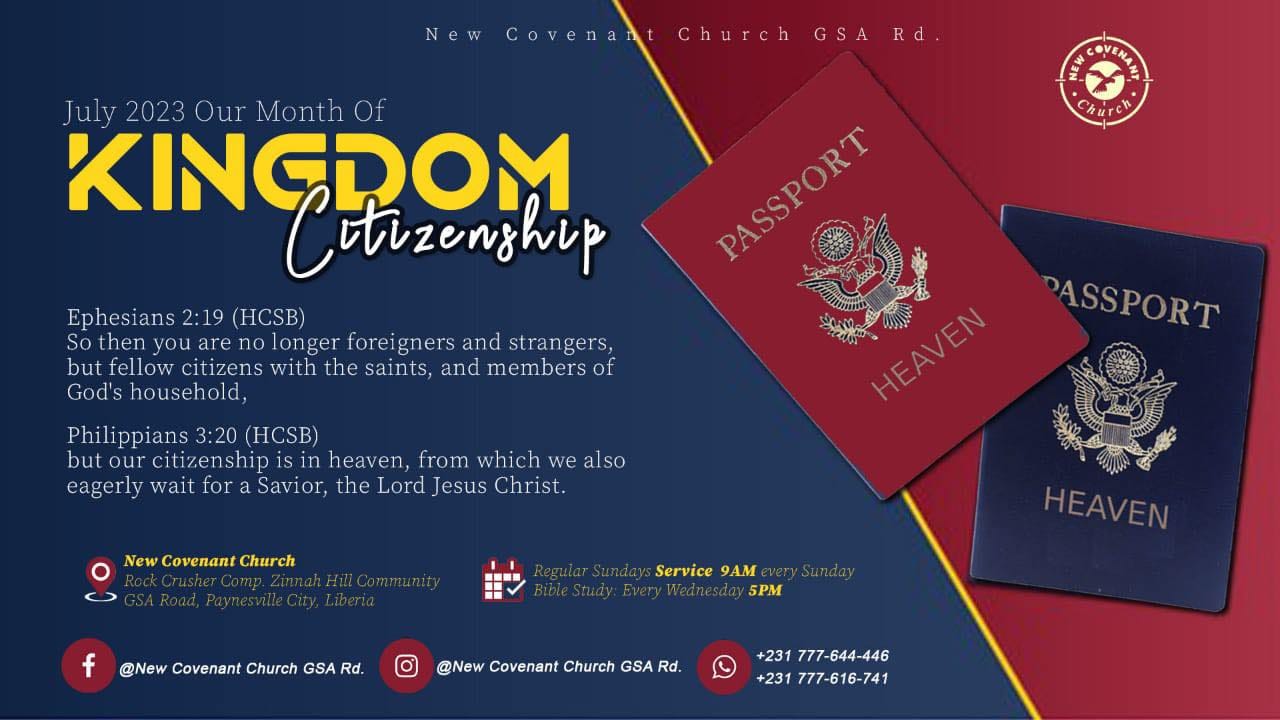 New Covenant Church GSA Rd.
NEW COVENANT
Church
July 2023 Our Month Of
KINGDOM
Citizenship
PASSPORT
HEAVEN
PASSPORT
HEAVEN
Ephesians 2:19 (HCSB)
So then you are no longer foreigners and strangers,
but fellow citizens with the saints, and members of
God's household,
Philippians 3:20 (HCSB)
but our citizenship is in heaven, from which we also
eagerly wait for a Savior, the Lord Jesus Christ.
New Covenant Church
Rock Crusher Comp. Zinnah Hill Community
GSA Road, Paynesville City, Liberia
Regular Sundays Service 9AM every Sunday
Bible Study: Every Wednesday 5PM
@New Covenant Church GSA Rd.
@New Covenant Church GSA Rd.
+231 777-644-446
+231 777-616-741